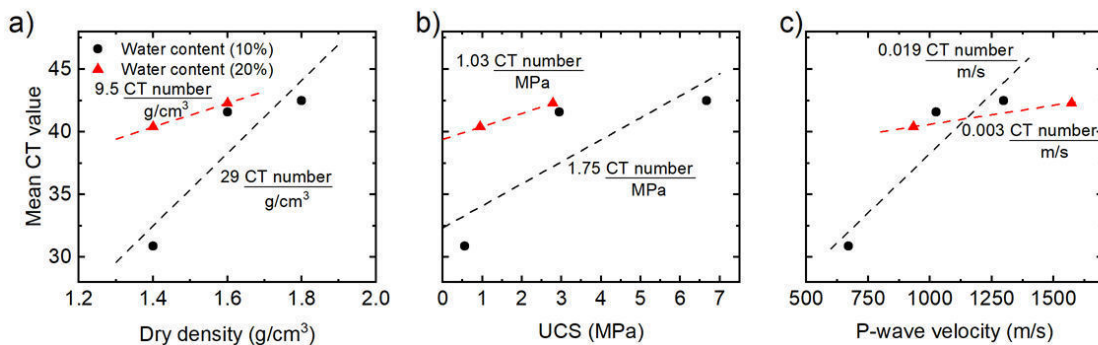 a)
Mean CT value
45
40
35
30
Water content (10%)
Water content (20%)
9.5 CT number
g/cm³
29 CT number
g/cm³
1.2 1.4 1.6 1.8 2.0
Dry density (g/cm³)
b)
1.03 CT number
MPa
1.75 CT number
MPa
0 1 2 3 4 5 6 7
UCS (MPa)
c)
0.019 CT number
m/s
0.003 CT number
m/s
500 750 1000 1250 1500
P-wave velocity (m/s)